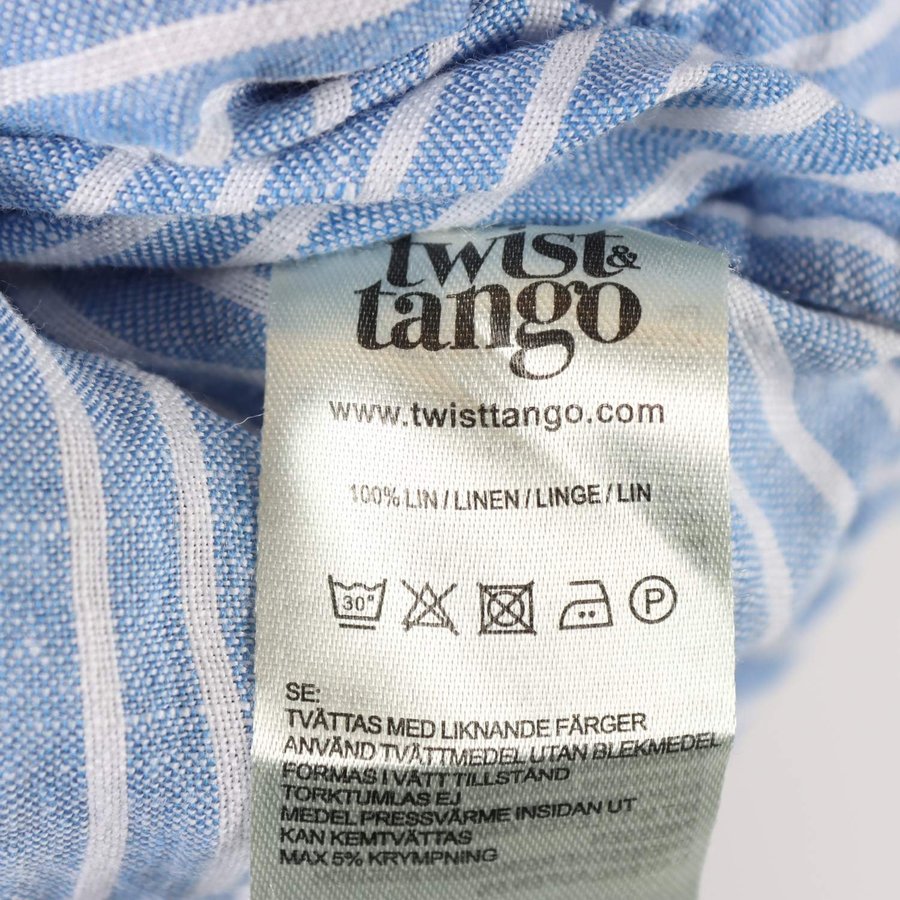 twist&
tango
www.twisttango.com
100% LIN / LINEN / LINGE / LIN
30°
P
SE:
TVÄTTAS MED LIKNANDE FÄRGER
ANVÄND TVÄTTMEDEL UTAN BLEKMEDEL
FORMAS I VÅTT TILLSTÅND
TORKTUMLAS EJ
MEDEL PRESSVÄRME INSIDAN UT
KAN KEMTVÄTTAS
MAX 5% KRYMPNING